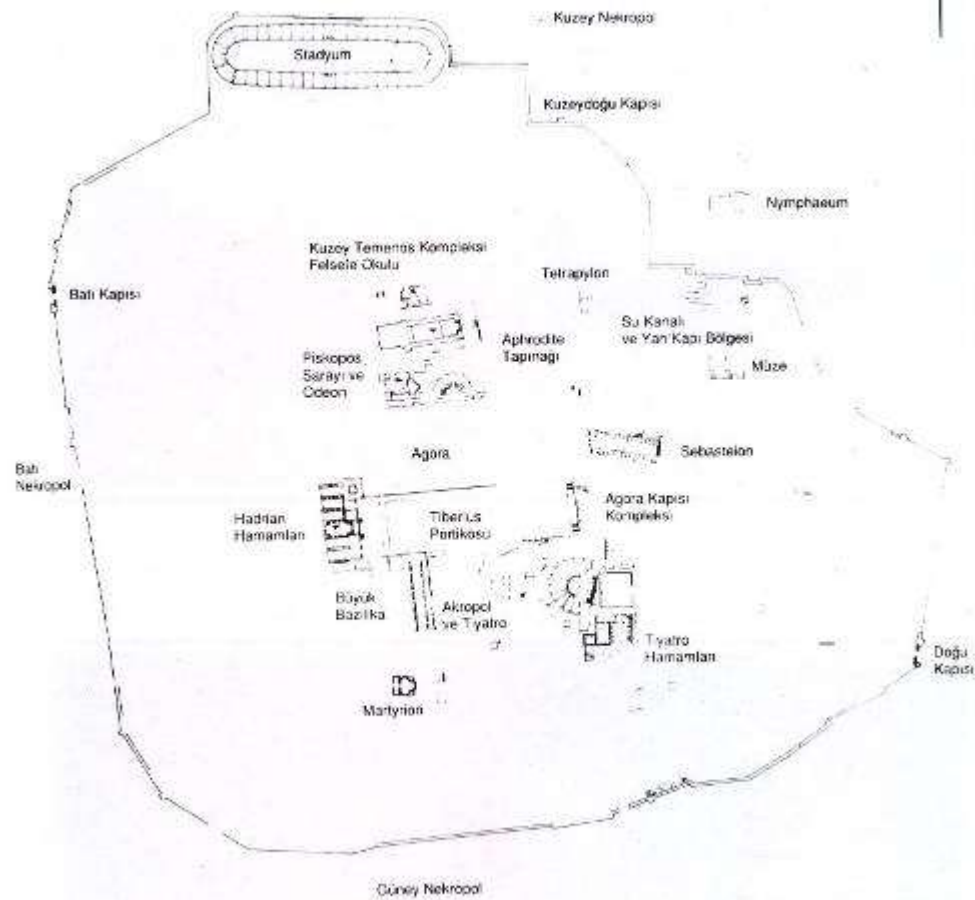 Kuzey Nekropol
Stadyum
Kuzeydoğu Kapısı
Nymphaeum
Kuzey Temenos Kompleksi
Felsefe Okulu
Tetrapylon
Batı Kapısı
Su Kanalı
ve Yan Kapı Bölgesi
Aphrodite
Tapınağı
Piskopos
Sarayı ve
Odeon
Müze
Agora
Sebasteion
Batı
Nekropol
Hadrian
Hamamları
Tiberius
Portikosu
Agora Kapısı
Kompleksi
Büyük
Bazilika
Akropol
ve Tiyatro
Tiyatro
Hamamları
Doğu
Kapısı
Martyrion
Güney Nekropol